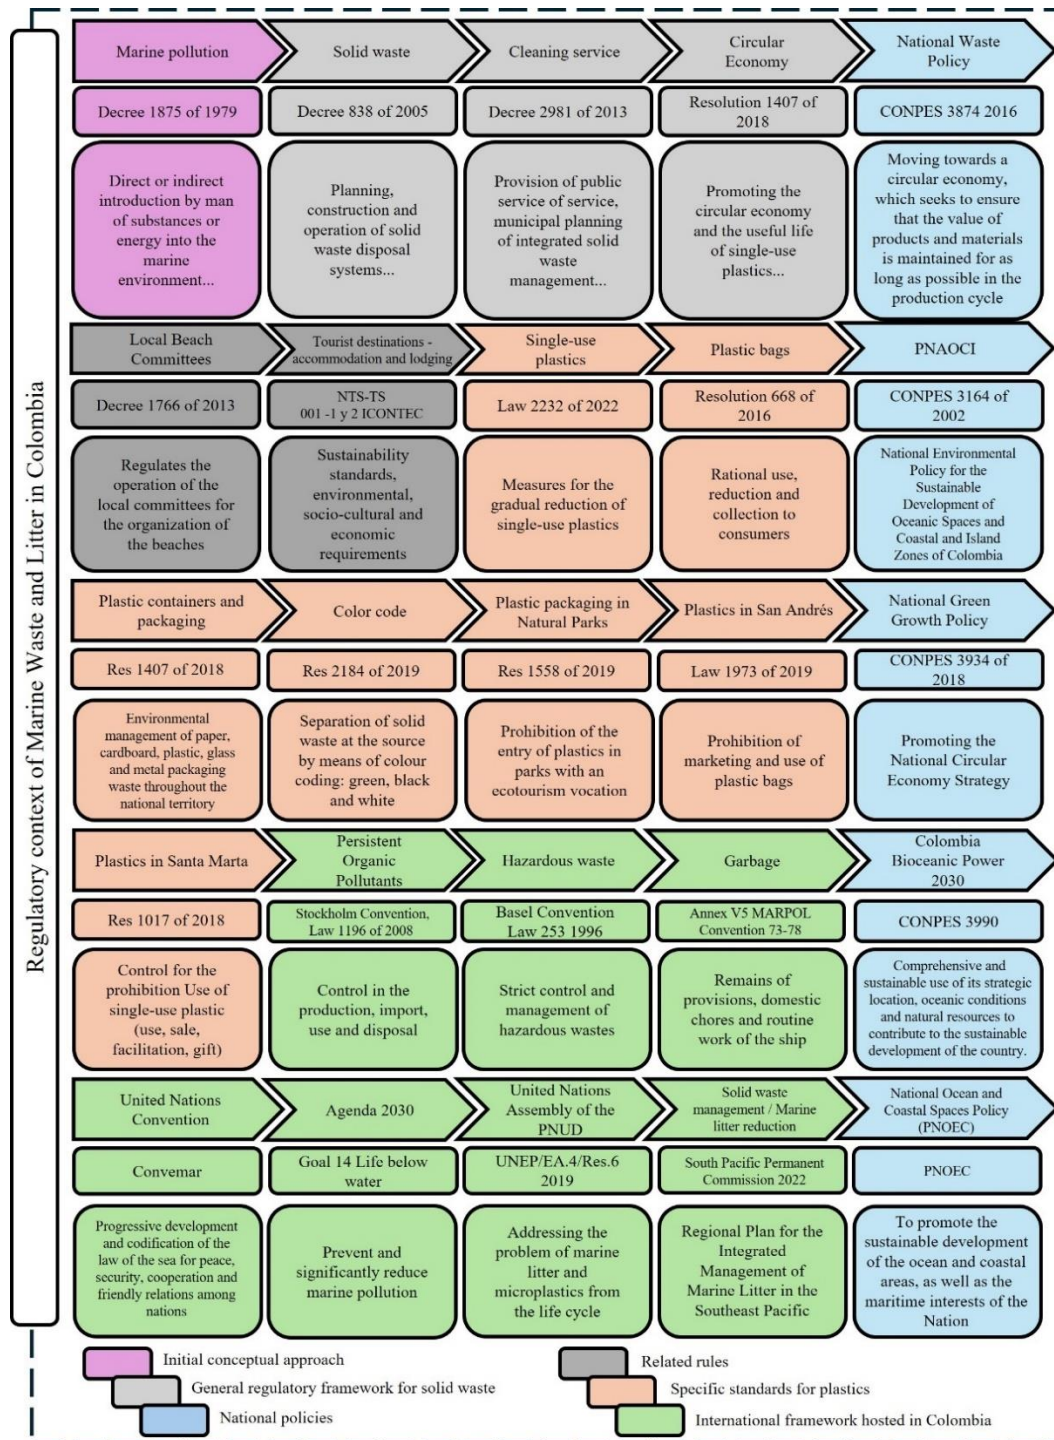 Regulatory context of Marine Waste and Litter in Colombia
Marine pollution
Solid waste
Cleaning service
Circular
Economy
National Waste
Policy
Decree 1875 of 1979
Decree 838 of 2005
Decree 2981 of 2013
Resolution 1407 of
2018
CONPES 3874 2016
Direct or indirect
introduction by man
of substances or
energy into the
marine
environment...
Planning,
construction and
operation of solid
waste disposal
systems...
Provision of public
service of service,
municipal planning
of integrated solid
waste
management...
Promoting the
circular economy
and the useful life
of single-use
plastics...
Moving towards a
circular economy,
which seeks to ensure
that the value of
products and materials
is maintained for as
long as possible in the
production cycle
Local Beach
Committees
Tourist destinations -
accommodation and lodging
Single-use
plastics
Plastic bags
PNAOCI
Decree 1766 of 2013
NTS-TS
001 -1 y 2 ICONTEC
Law 2232 of 2022
Resolution 668 of
2016
CONPES 3164 of
2002
Regulates the
operation of the
local committees for
the organization of
the beaches
Sustainability
standards,
environmental,
socio-cultural and
economic
requirements
Measures for the
gradual reduction of
single-use plastics
Rational use,
reduction and
collection to
consumers
National Environmental
Policy for the
Sustainable
Development of
Oceanic Spaces and
Coastal and Island
Zones of Colombia
Plastic containers and
packaging
Color code
Plastic packaging in
Natural Parks
Plastics in San Andrés
National Green
Growth Policy
Res 1407 of 2018
Res 2184 of 2019
Res 1558 of 2019
Law 1973 of 2019
CONPES 3934 of
2018
Environmental
management of paper,
cardboard, plastic, glass
and metal packaging
waste throughout the
national territory
Separation of solid
waste at the source
by means of colour
coding: green, black
and white
Prohibition of the
entry of plastics in
parks with an
ecotourism vocation
Prohibition of
marketing and use of
plastic bags
Promoting the
National Circular
Economy Strategy
Plastics in Santa Marta
Persistent
Organic
Pollutants
Hazardous waste
Garbage
Colombia
Bioceanic Power
2030
Res 1017 of 2018
Stockholm Convention,
Law 1196 of 2008
Basel Convention
Law 253 1996
Annex V5 MARPOL
Convention 73-78
CONPES 3990
Control for the
prohibition Use of
single-use plastic
(use, sale,
facilitation, gift)
Control in the
production, import,
use and disposal
Strict control and
management of
hazardous wastes
Remains of
provisions, domestic
chores and routine
work of the ship
Comprehensive and
sustainable use of its strategic
location, oceanic conditions
and natural resources to
contribute to the sustainable
development of the country.
United Nations
Convention
Agenda 2030
United Nations
Assembly of the
PNUD
Solid waste
management / Marine
litter reduction
National Ocean and
Coastal Spaces Policy
(PNOEC)
Convemar
Goal 14 Life below
water
UNEP/EA.4/Res.6
2019
South Pacific Permanent
Commission 2022
PNOEC
Progressive development
and codification of the
law of the sea for peace,
security, cooperation and
friendly relations among
nations
Prevent and
significantly reduce
marine pollution
Addressing the
problem of marine
litter and
microplastics from
the life cycle
Regional Plan for the
Integrated
Management of
Marine Litter in the
Southeast Pacific
To promote the
sustainable development
of the ocean and coastal
areas, as well as the
maritime interests of the
Nation
Initial conceptual approach
General regulatory framework for solid waste
National policies
Related rules
Specific standards for plastics
International framework hosted in Colombia